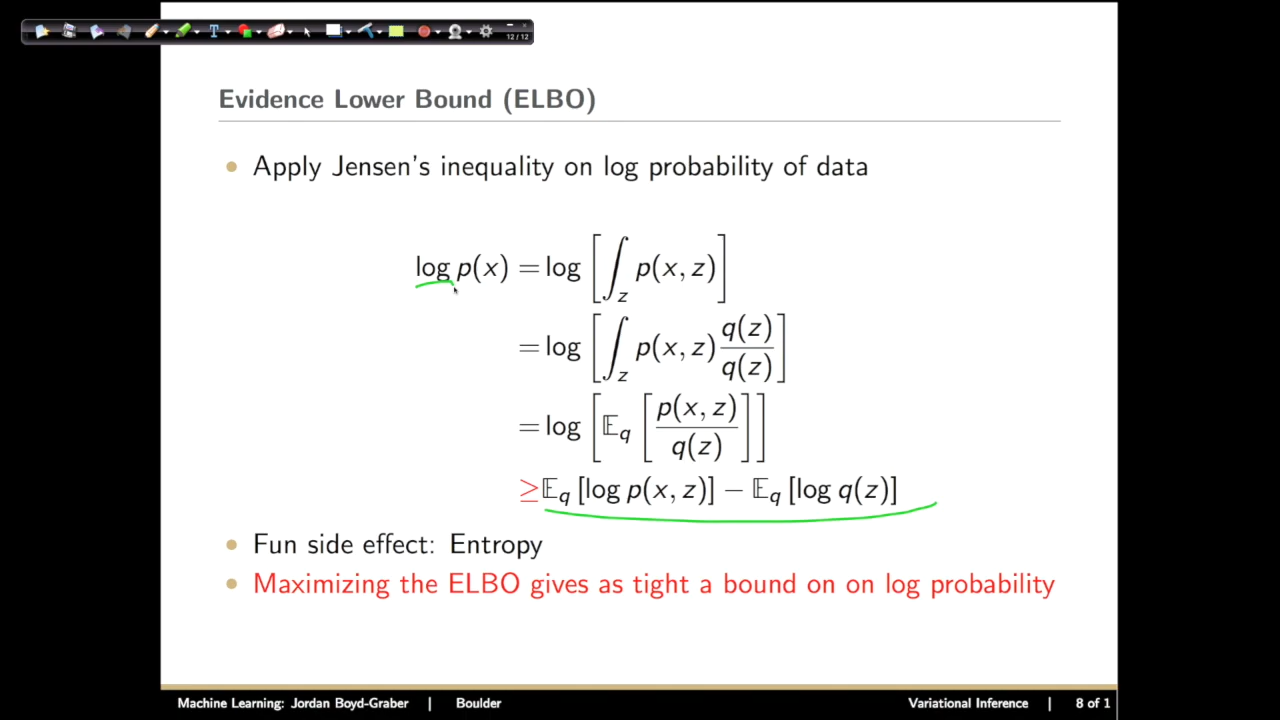 12/12
Evidence Lower Bound (ELBO)
• Apply Jensen's inequality on log probability of data
log p(x) = log [∫_z p(x, z)]
= log [∫_z p(x, z) q(z)/q(z)]
= log [𝔼_q [p(x, z)/q(z)]]
≥ 𝔼_q [log p(x, z)] − 𝔼_q [log q(z)]
• Fun side effect: Entropy
• Maximizing the ELBO gives as tight a bound on on log probability
Machine Learning: Jordan Boyd-Graber | Boulder Variational Inference | 8 of 1